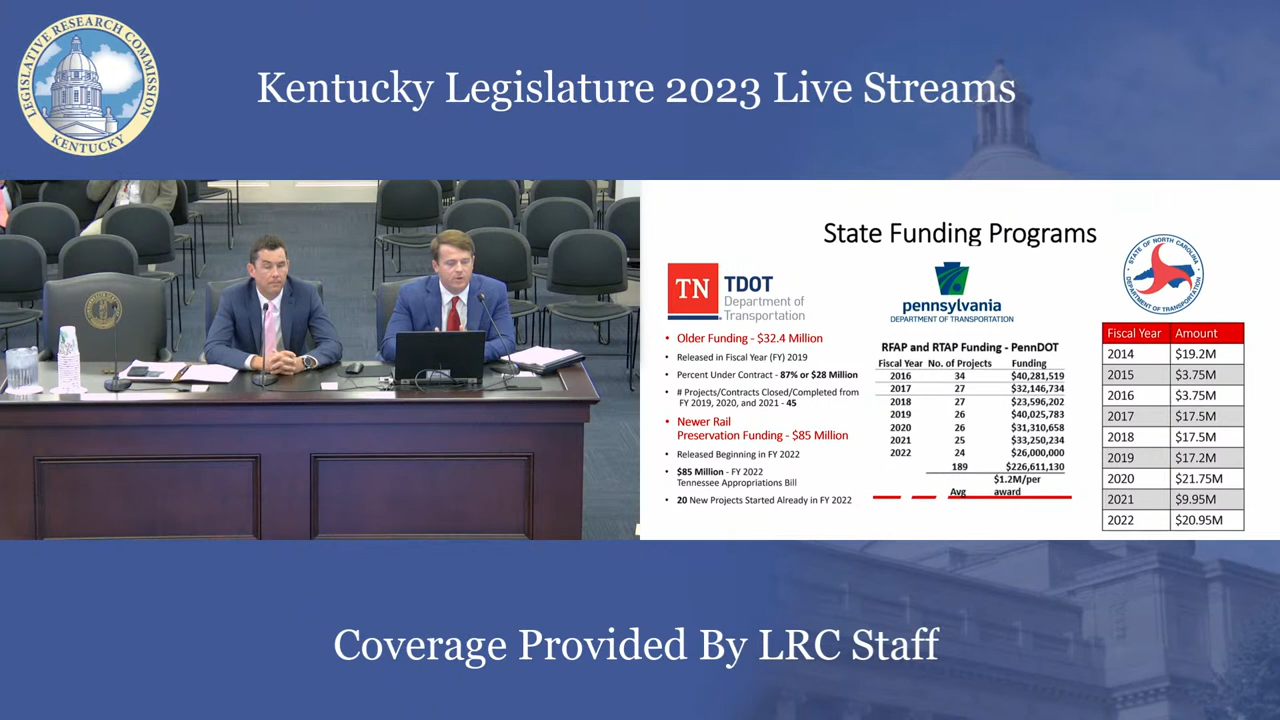 LEGISLATIVE RESEARCH COMMISSION
KENTUCKY
Kentucky Legislature 2023 Live Streams
State Funding Programs
TN
TDOT
Department of
Transportation
• Older Funding - $32.4 Million
• Released in Fiscal Year (FY) 2019
• Percent Under Contract - 87% or $28 Million
• # Projects/Contracts Closed/Completed from
FY 2019, 2020, and 2021 - 45
• Newer Rail
Preservation Funding - $85 Million
• Released Beginning in FY 2022
• $85 Million - FY 2022
Tennessee Appropriations Bill
• 20 New Projects Started Already in FY 2022
pennsylvania
DEPARTMENT OF TRANSPORTATION
RFAP and RTAP Funding - PennDOT
Fiscal Year No. of Projects Funding
2016 34 $40,281,519
2017 27 $32,146,734
2018 27 $23,596,202
2019 26 $40,025,783
2020 26 $31,310,658
2021 25 $33,250,234
2022 24 $26,000,000
189 $226,611,130
$1.2M/per
Avg award
STATE OF NORTH CAROLINA
DEPARTMENT OF TRANSPORTATION
Fiscal Year Amount
2014 $19.2M
2015 $3.75M
2016 $3.75M
2017 $17.5M
2018 $17.5M
2019 $17.2M
2020 $21.75M
2021 $9.95M
2022 $20.95M
Coverage Provided By LRC Staff